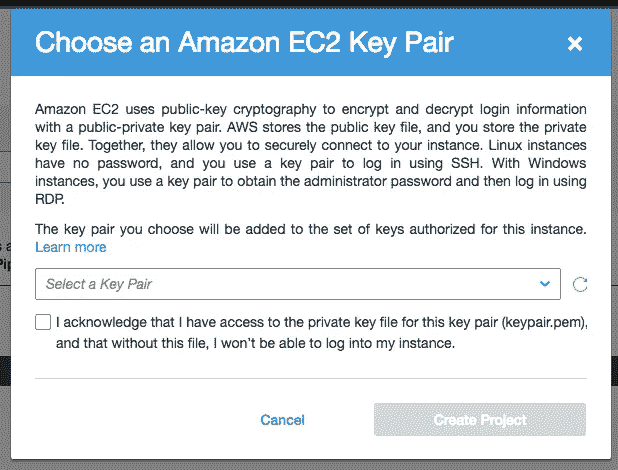 Choose an Amazon EC2 Key Pair
Amazon EC2 uses public-key cryptography to encrypt and decrypt login information
with a public-private key pair. AWS stores the public key file, and you store the private
key file. Together, they allow you to securely connect to your instance. Linux instances
have no password, and you use a key pair to log in using SSH. With Windows
instances, you use a key pair to obtain the administrator password and then log in using
RDP.
The key pair you choose will be added to the set of keys authorized for this instance.
Learn more
Select a Key Pair
I acknowledge that I have access to the private key file for this key pair (keypair.pem),
and that without this file, I won't be able to log into my instance.
Cancel
Create Project